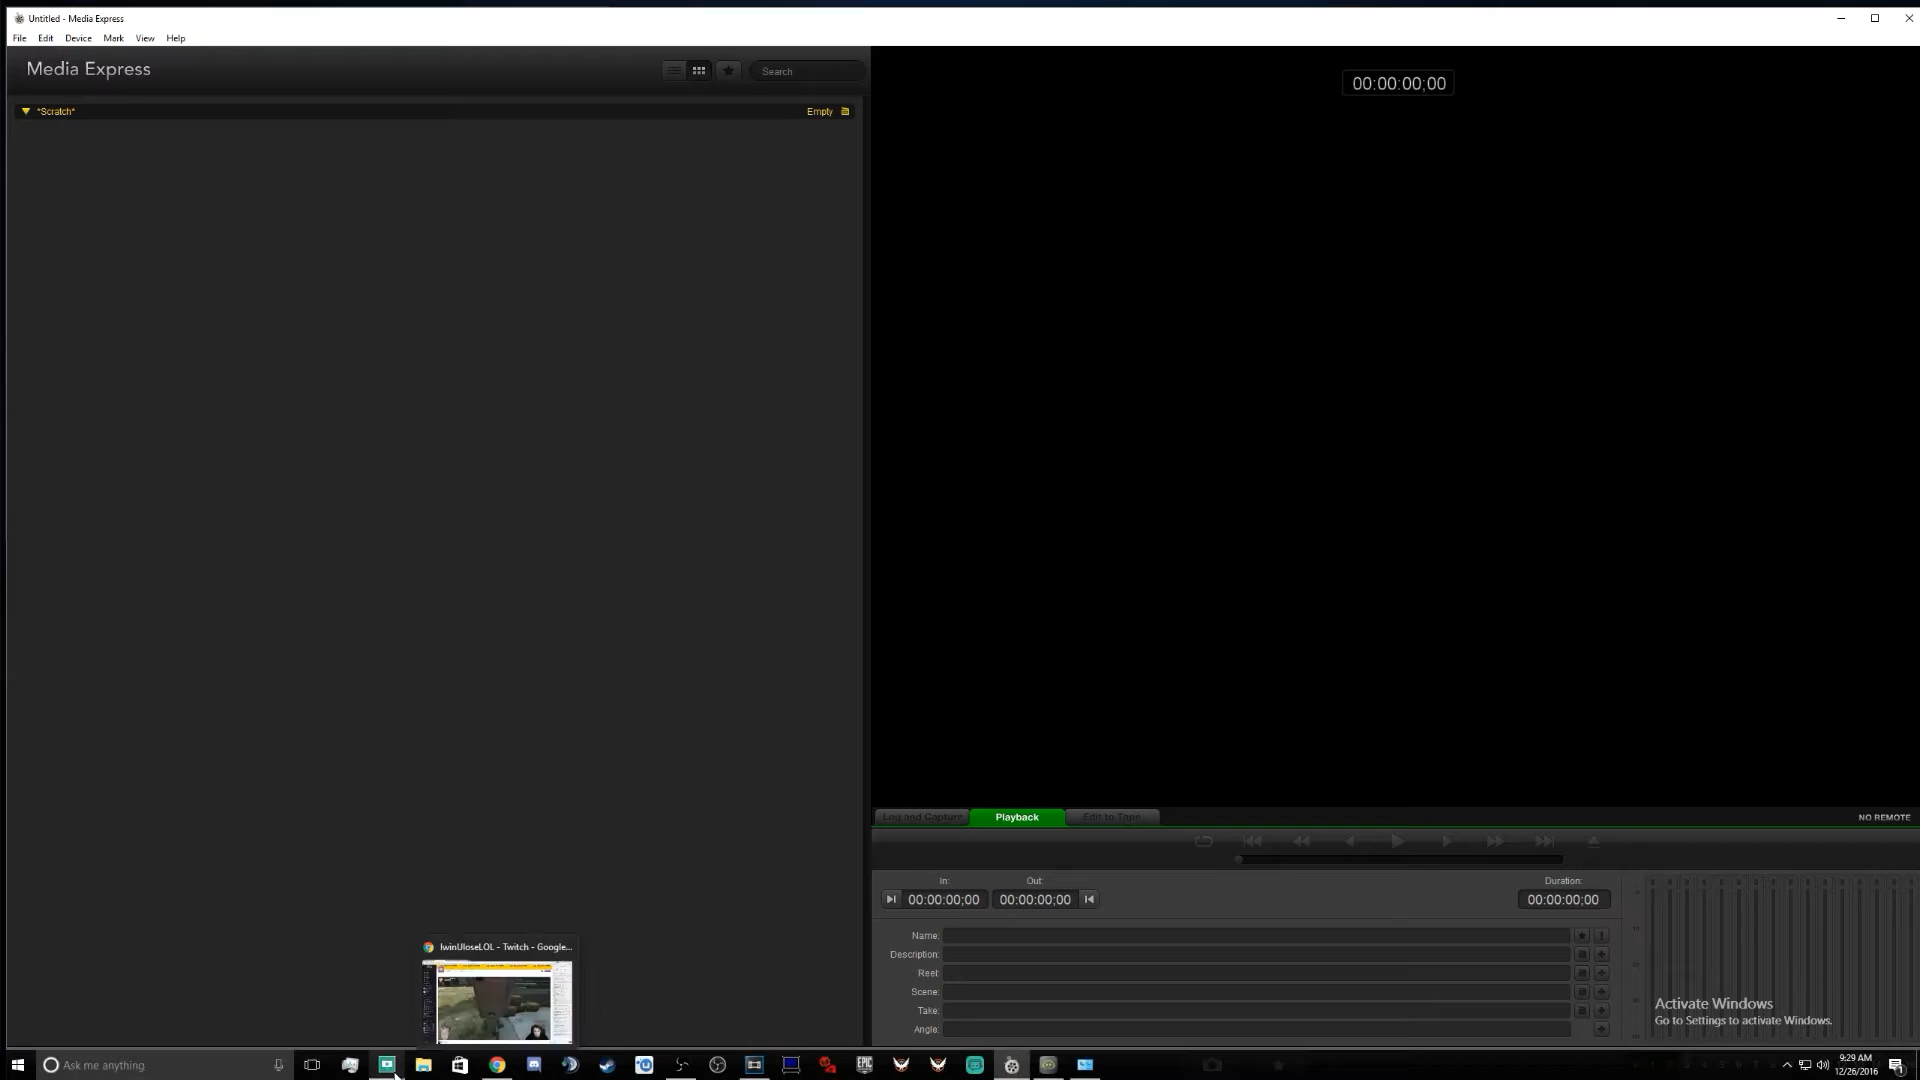 Untitled - Media Express
File Edit Device Mark View Help
Media Express
Search
00:00:00;00
*Scratch* Empty
Log and Capture Playback Edit to Tape NO REMOTE
In: Out: Duration:
00:00:00;00 00:00:00;00 00:00:00;00
Name:
Description:
Reel:
Scene:
Take:
Angle:
IwinUloseLOL - Twitch - Google...
Activate Windows
Go to Settings to activate Windows.
Ask me anything
EPIC
9:29 AM
12/26/2016